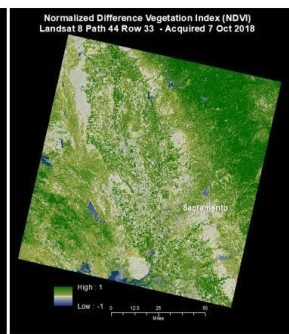 Normalized Difference Vegetation Index (NDVI)
Landsat 8 Path 44 Row 33 - Acquired 7 Oct 2018
Sacramento
High : 1
Low : -1
0 12.5 25 50
Miles